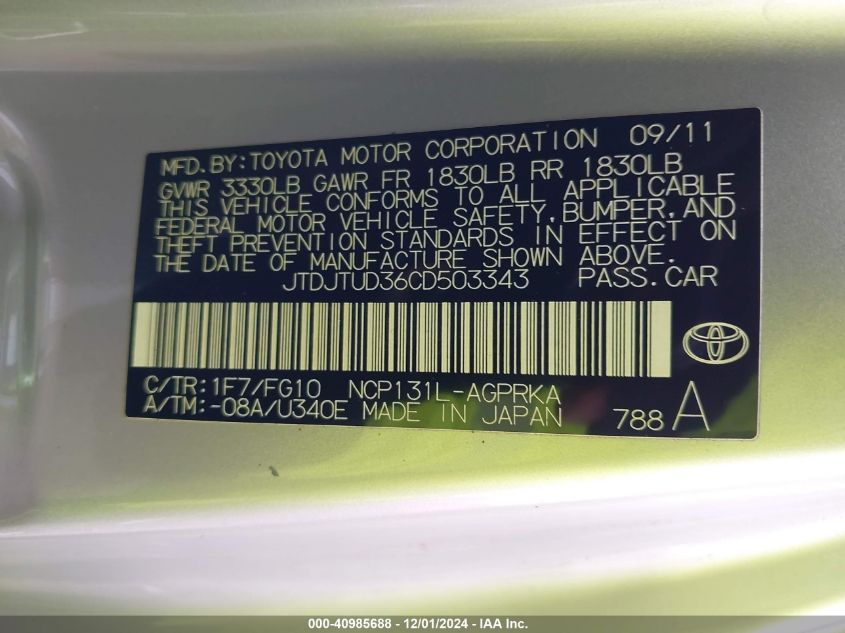 MFD.BY:TOYOTA MOTOR CORPORATION 09/11
GVWR 3330LB GAWR FR 1830LB RR 1830LB
THIS VEHICLE CONFORMS TO ALL APPLICABLE
FEDERAL MOTOR VEHICLE SAFETY, BUMPER, AND
THEFT PREVENTION STANDARDS IN EFFECT ON
THE DATE OF MANUFACTURE SHOWN ABOVE.
JTDJTUD36CD503343 PASS.CAR
C/TR:1F7/FG10 NCP131L-AGPRKA
A/TM:-08A/U340E MADE IN JAPAN 788 A
000-40985688 - 12/01/2024 - IAA Inc.